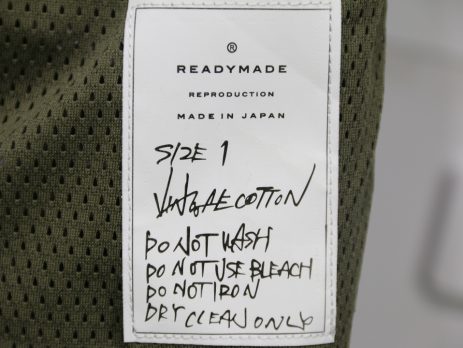 ®
READYMADE
REPRODUCTION
MADE IN JAPAN
SIZE 1
VINTAGE COTTON
DO NOT WASH
DO NOT USE BLEACH
DO NOT IRON
DRY CLEAN ONLY